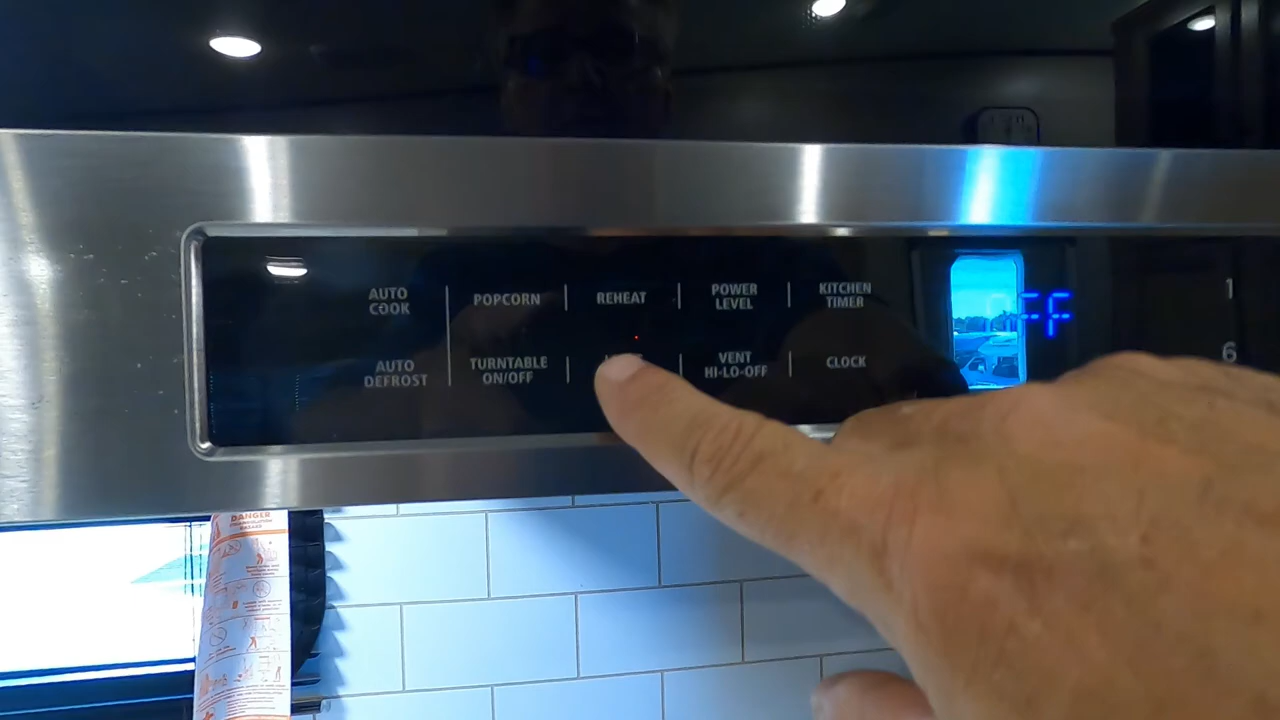 AUTO
COOK
POPCORN
REHEAT
POWER
LEVEL
KITCHEN
TIMER
FF
1
AUTO
DEFROST
TURNTABLE
ON/OFF
VENT
HI-LO-OFF
CLOCK
6
DANGER